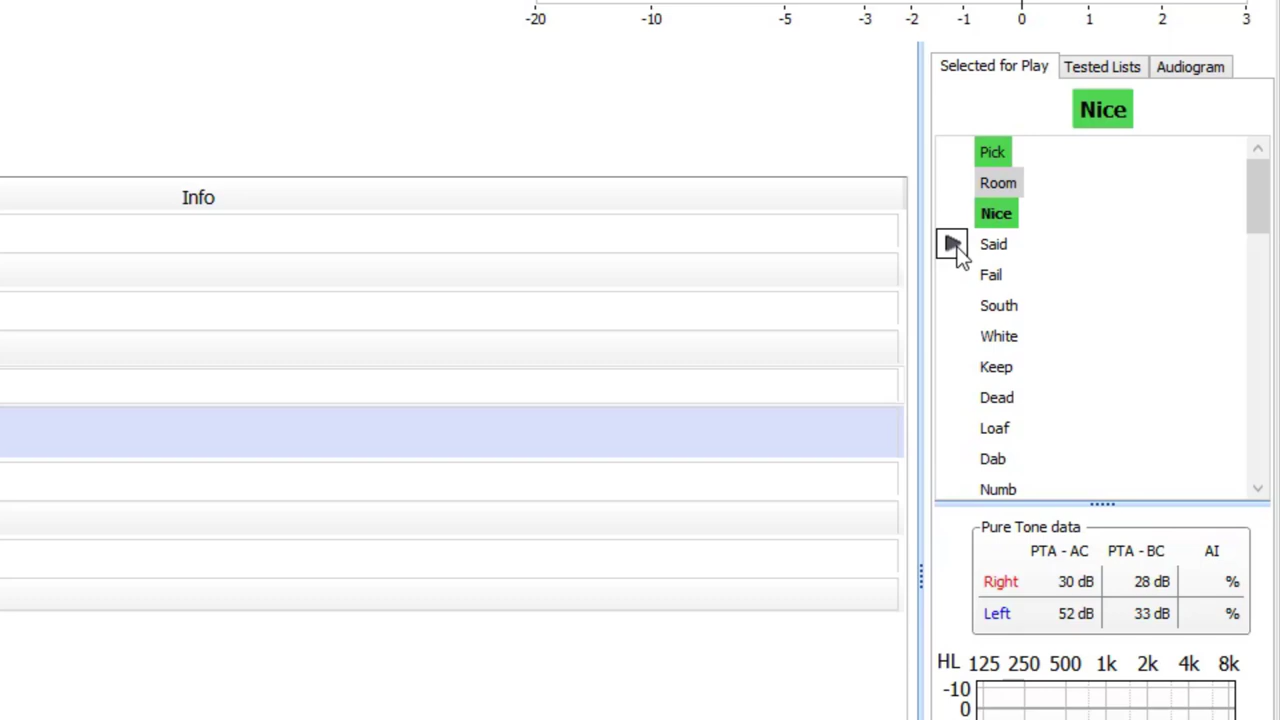 -20 -10 -5 -3 -2 -1 0 1 2 3
Selected for Play Tested Lists Audiogram
Nice
Info
Pick
Room
Nice
Said
Fail
South
White
Keep
Dead
Loaf
Dab
Numb
Pure Tone data
PTA - AC PTA - BC AI
Right 30 dB 28 dB %
Left 52 dB 33 dB %
HL 125 250 500 1k 2k 4k 8k
-10
0